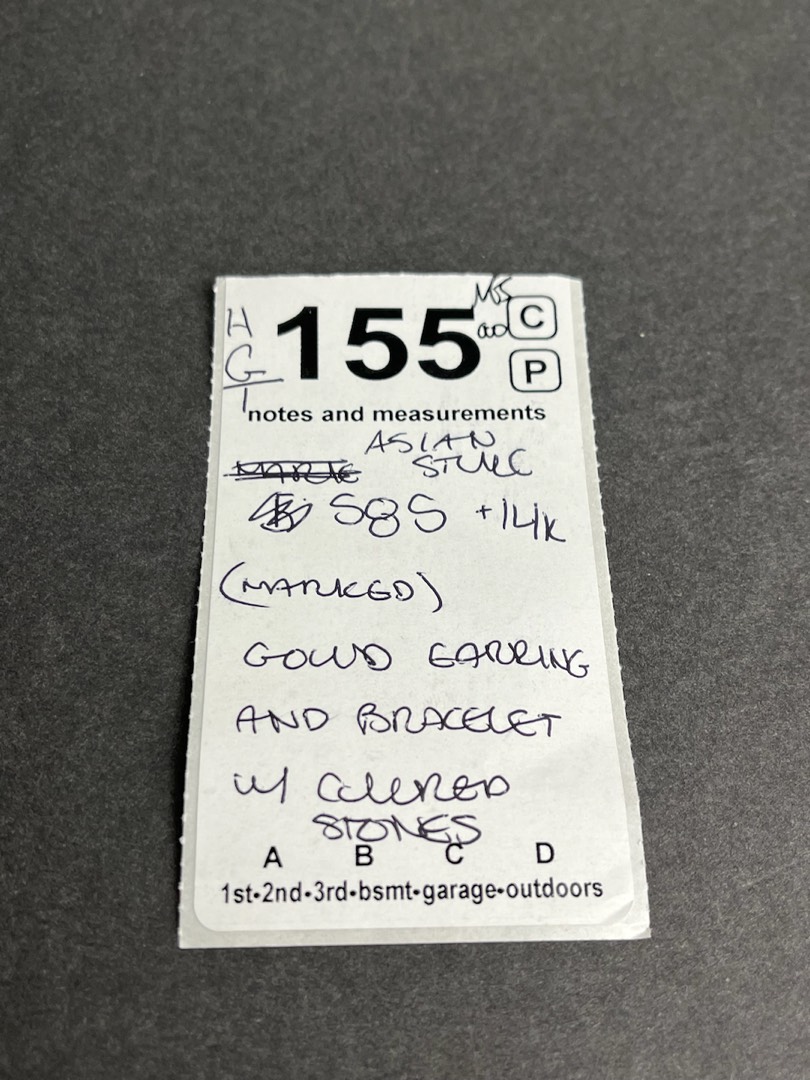 H
G
155
C
P
notes and measurements
ASIAN
STYLE
585 + 14K
(MARKED)
GOLD EARRING
AND BRACELET
W/ COLORED
STONES
A B C D
1st-2nd-3rd-bsmt-garage-outdoors